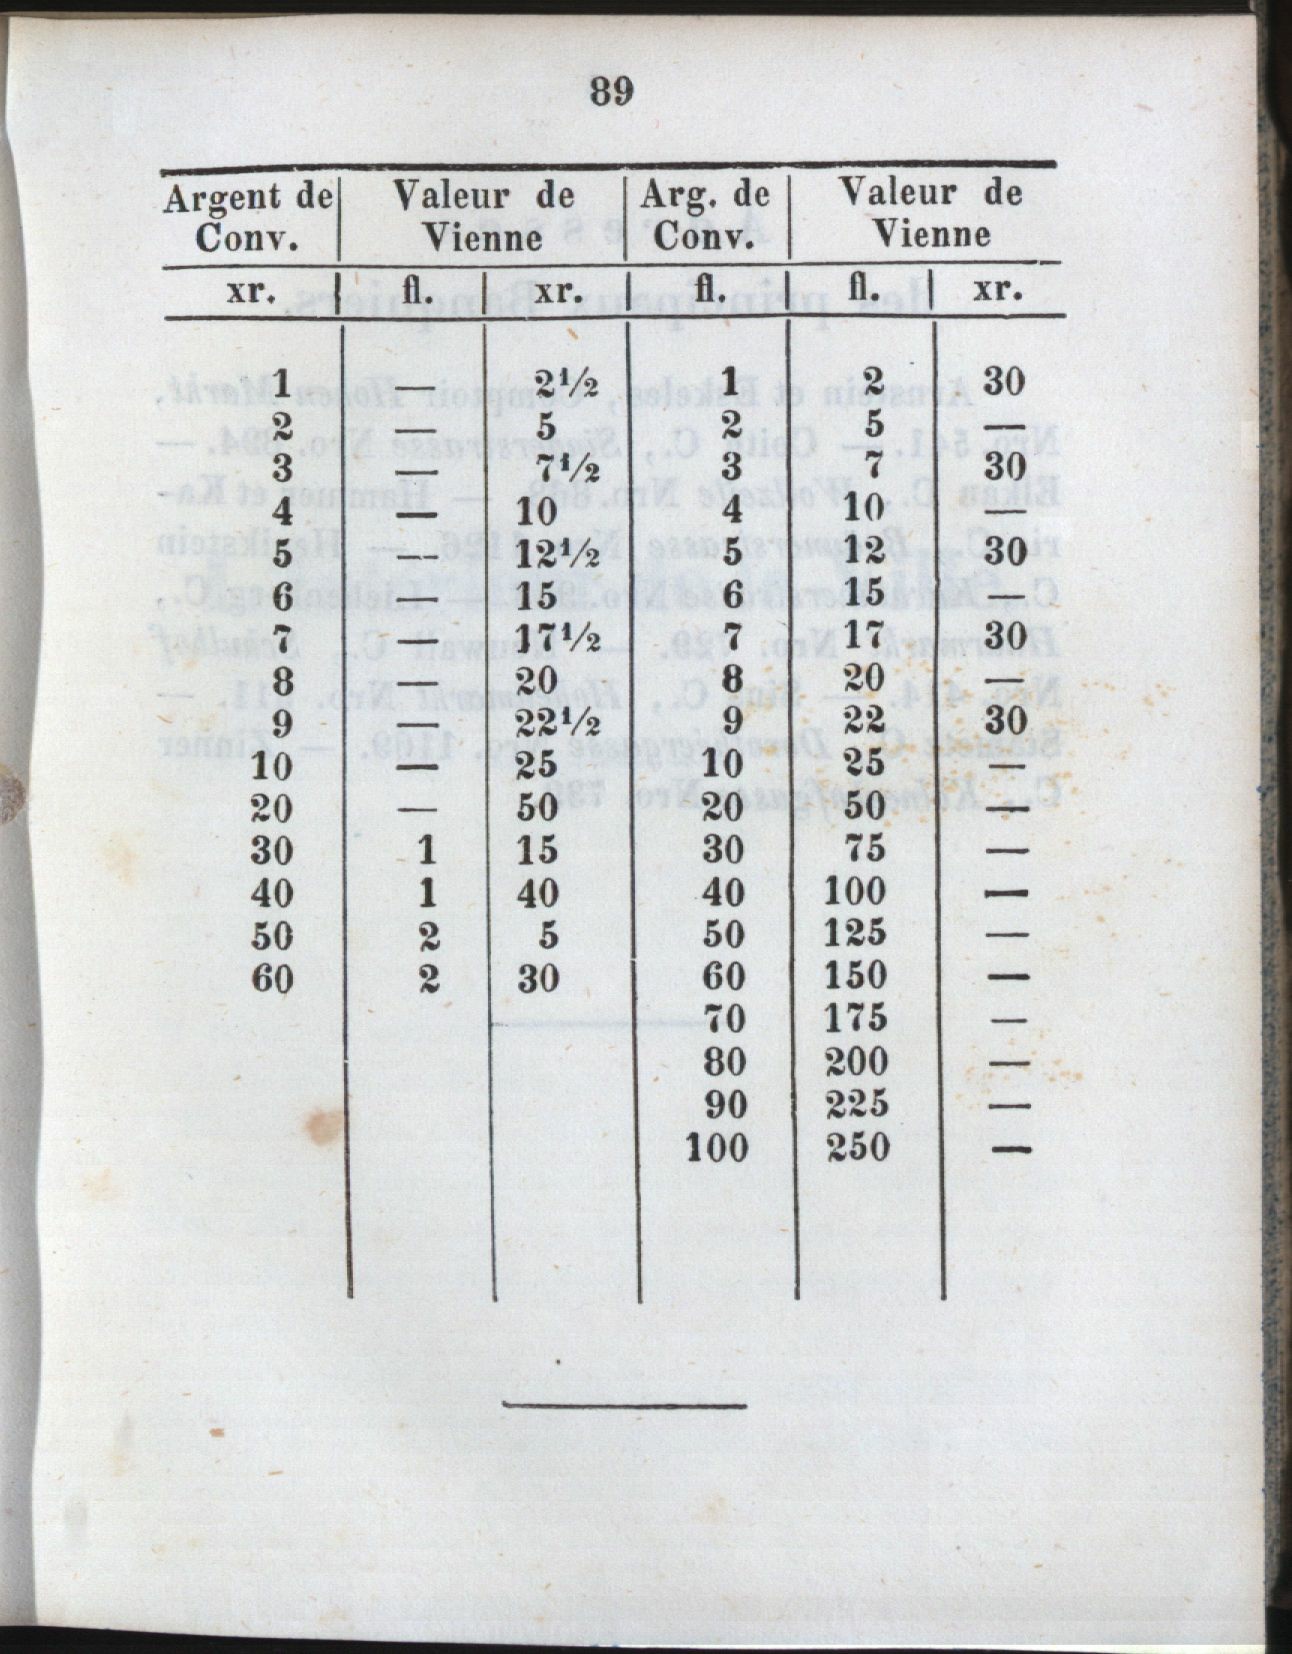 89
Argent de Valeur de Arg. de Valeur de
Conv. Vienne Conv. Vienne
xr. fl. xr. fl. fl. xr.
1 — 2½ 1 2 30
2 — 5 2 5 —
3 — 7½ 3 7 30
4 — 10 4 10 —
5 — 12½ 5 12 30
6 — 15 6 15 —
7 — 17½ 7 17 30
8 — 20 8 20 —
9 — 22½ 9 22 30
10 — 25 10 25 —
20 — 50 20 50 —
30 1 15 30 75 —
40 1 40 40 100 —
50 2 5 50 125 —
60 2 30 60 150 —
70 175 —
80 200 —
90 225 —
100 250 —